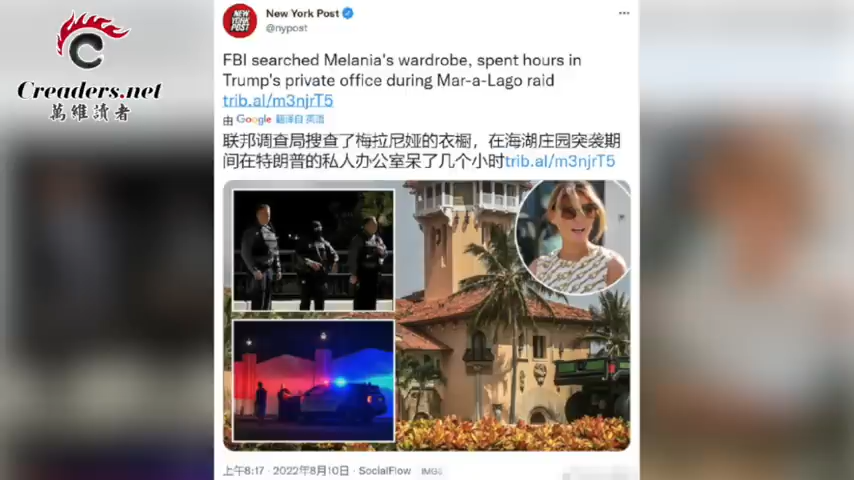 Creaders.net
萬維讀者
NEW
YORK
POST
New York Post
@nypost
FBI searched Melania's wardrobe, spent hours in
Trump's private office during Mar-a-Lago raid
trib.al/m3njrT5
由 Google 翻译自 英语
联邦调查局搜查了梅拉尼娅的衣橱，在海湖庄园突袭期
间在特朗普的私人办公室呆了几个小时trib.al/m3njrT5
上午8:17 · 2022年8月10日 · SocialFlow